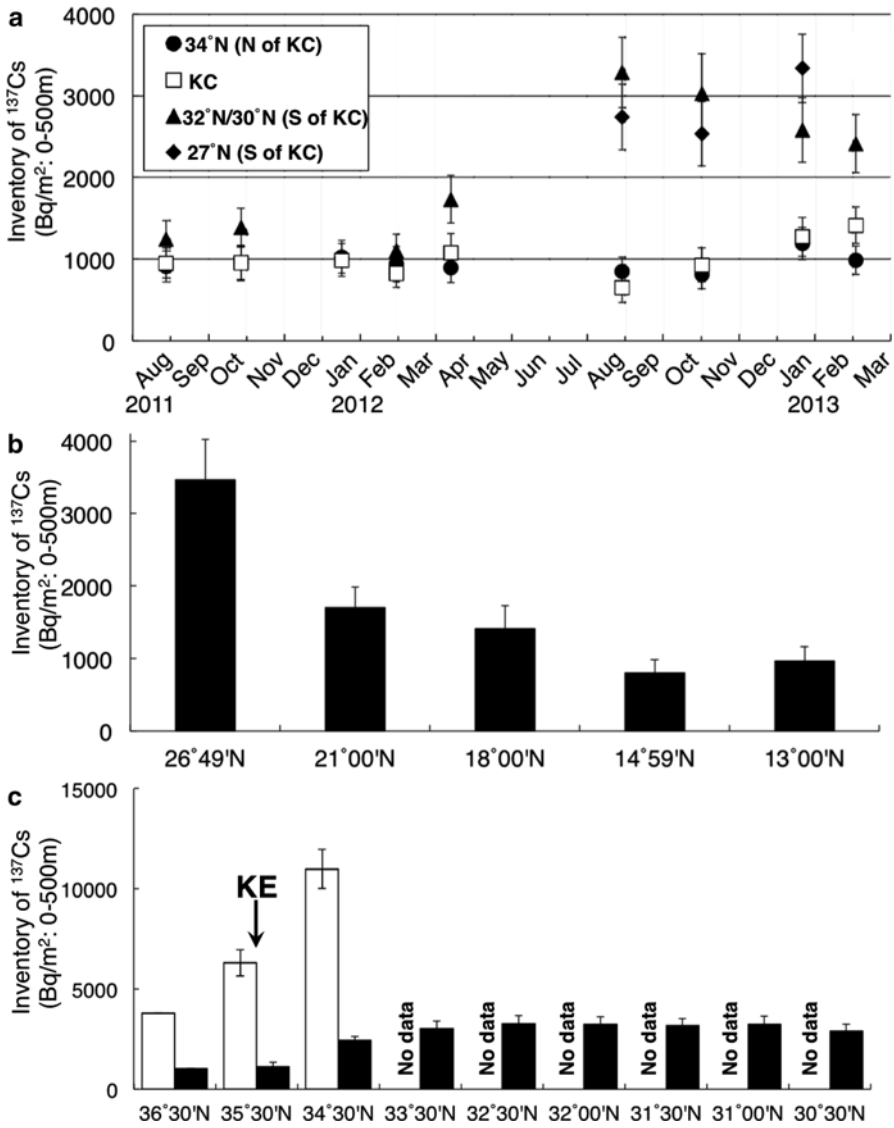 a
Inventory of ¹³⁷Cs
(Bq/m²: 0-500m)
4000
3000
2000
1000
0
34˚N (N of KC)
KC
32˚N/30˚N (S of KC)
27˚N (S of KC)
Aug Sep Oct Nov Dec Jan Feb Mar Apr May Jun Jul Aug Sep Oct Nov Dec Jan Feb Mar
2011 2012 2013
b
Inventory of ¹³⁷Cs
(Bq/m²: 0-500m)
4000
3000
2000
1000
0
26˚49'N 21˚00'N 18˚00'N 14˚59'N 13˚00'N
c
Inventory of ¹³⁷Cs
(Bq/m²: 0-500m)
15000
10000
5000
0
KE
No data No data No data No data No data No data
36˚30'N 35˚30'N 34˚30'N 33˚30'N 32˚30'N 32˚00'N 31˚30'N 31˚00'N 30˚30'N